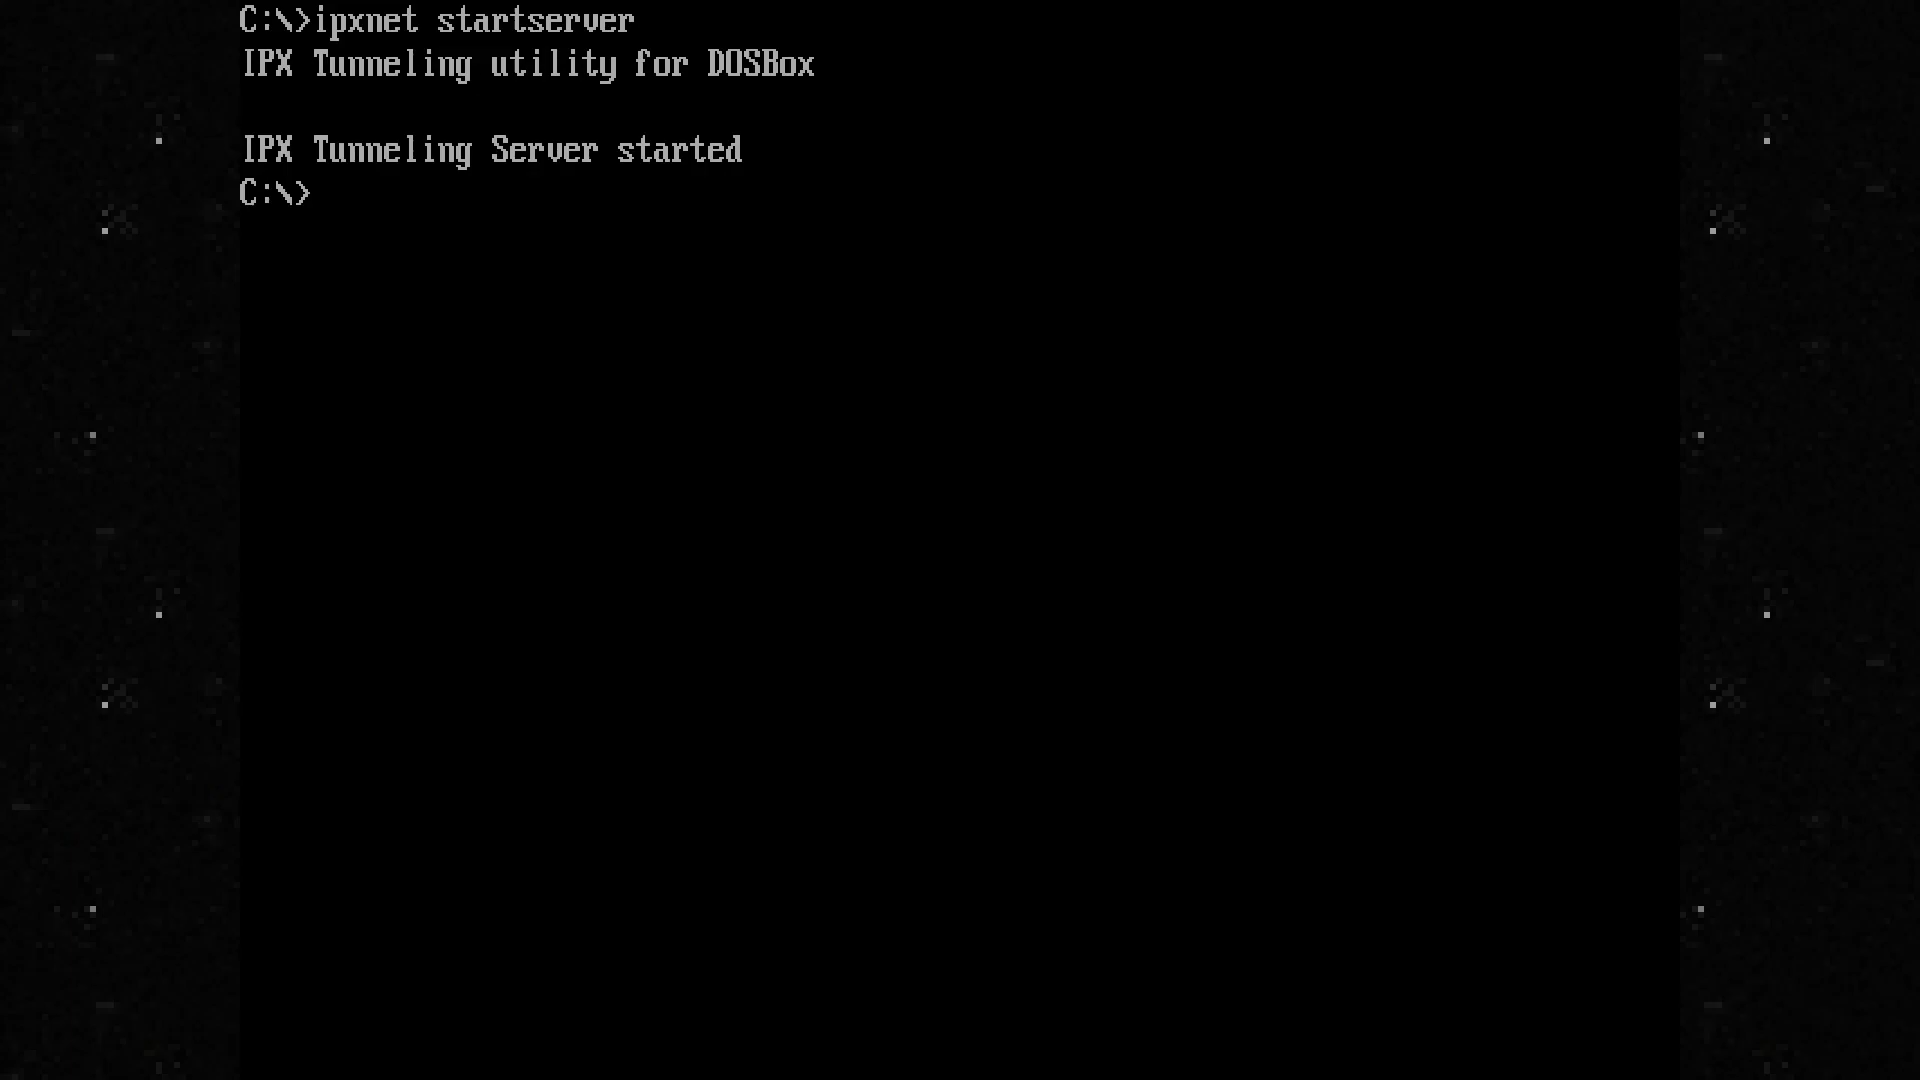 C:\>ipxnet startserver
IPX Tunneling utility for DOSBox
IPX Tunneling Server started
C:\>